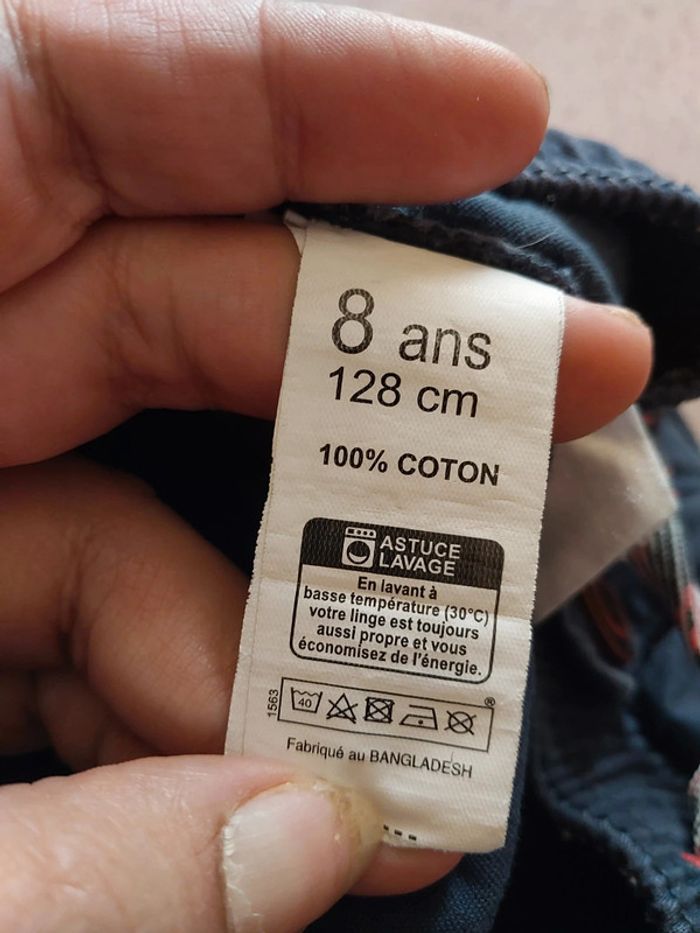 8 ans
128 cm
100% COTON
ASTUCE
LAVAGE
En lavant à
basse température (30°C)
votre linge est toujours
aussi propre et vous
économisez de l'énergie.
1563
40
®
Fabriqué au BANGLADESH